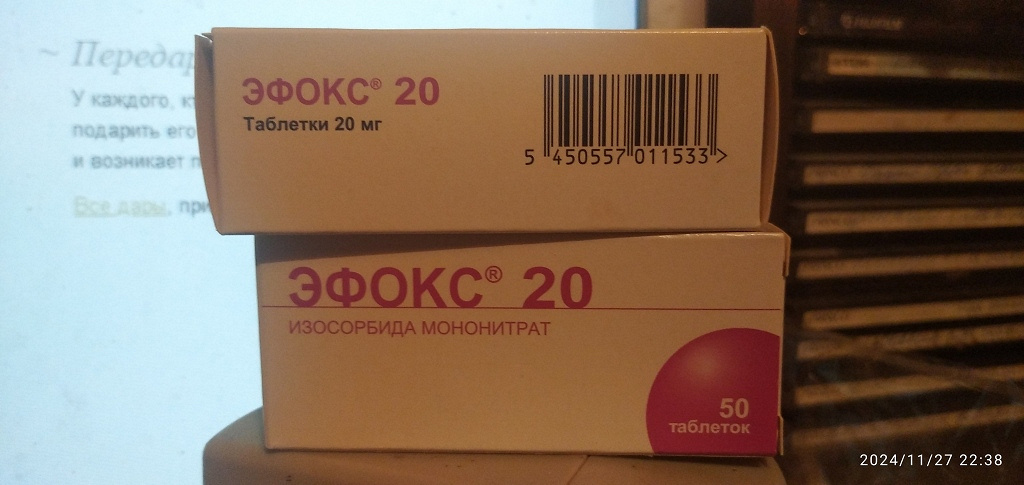 ~ Передар
У каждого, кт
подарить его
и возникает п
Все дары, при
ЭФОКС® 20
Таблетки 20 мг
5 450557 011533 >
ЭФОКС® 20
ИЗОСОРБИДА МОНОНИТРАТ
50
таблеток
2024/11/27 22:38